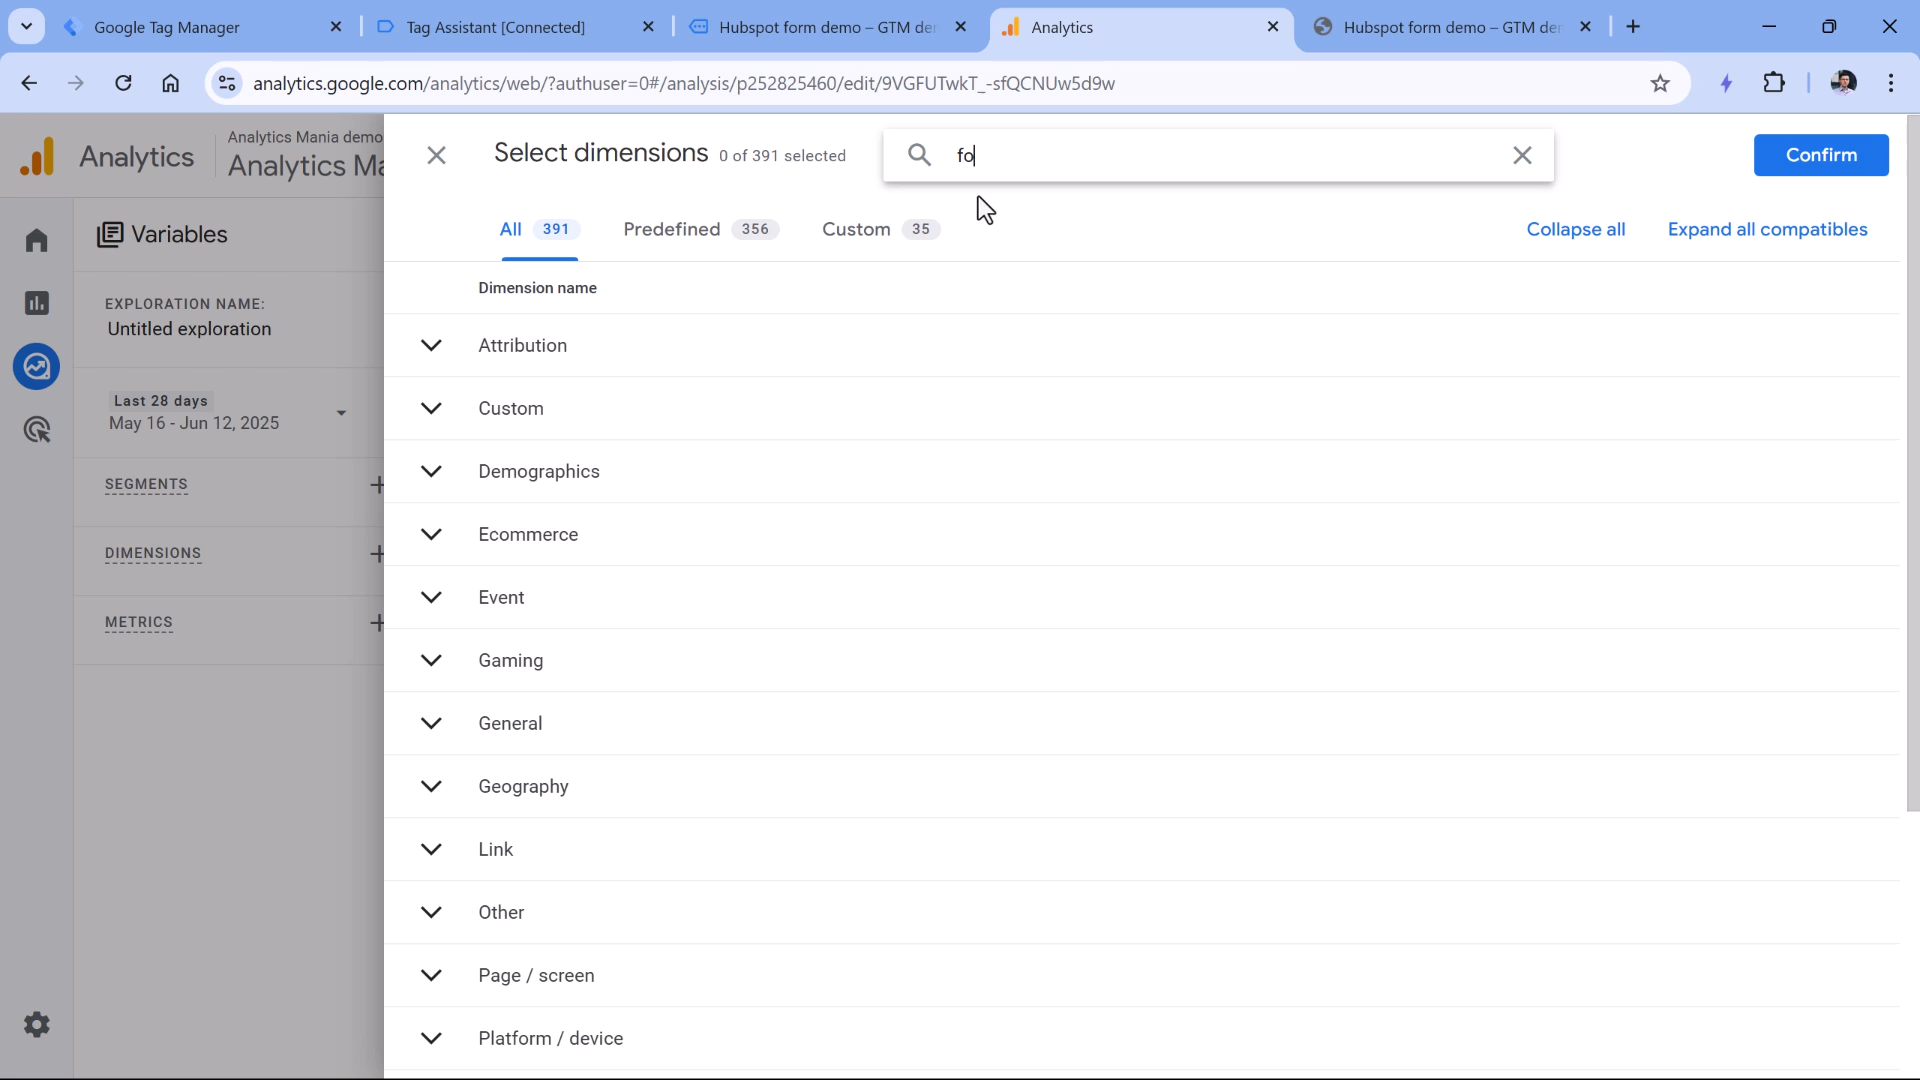 Google Tag Manager
Tag Assistant [Connected]
Hubspot form demo – GTM de
Analytics
Hubspot form demo – GTM de
analytics.google.com/analytics/web/?authuser=0#/analysis/p252825460/edit/9VGFUTwkT_-sfQCNUw5d9w
Analytics
Analytics Mania demo
Analytics Ma
Select dimensions 0 of 391 selected
fo
Confirm
All 391
Predefined 356
Custom 35
Collapse all
Expand all compatibles
Variables
EXPLORATION NAME:
Untitled exploration
Last 28 days
May 16 - Jun 12, 2025
SEGMENTS
DIMENSIONS
METRICS
Dimension name
Attribution
Custom
Demographics
Ecommerce
Event
Gaming
General
Geography
Link
Other
Page / screen
Platform / device